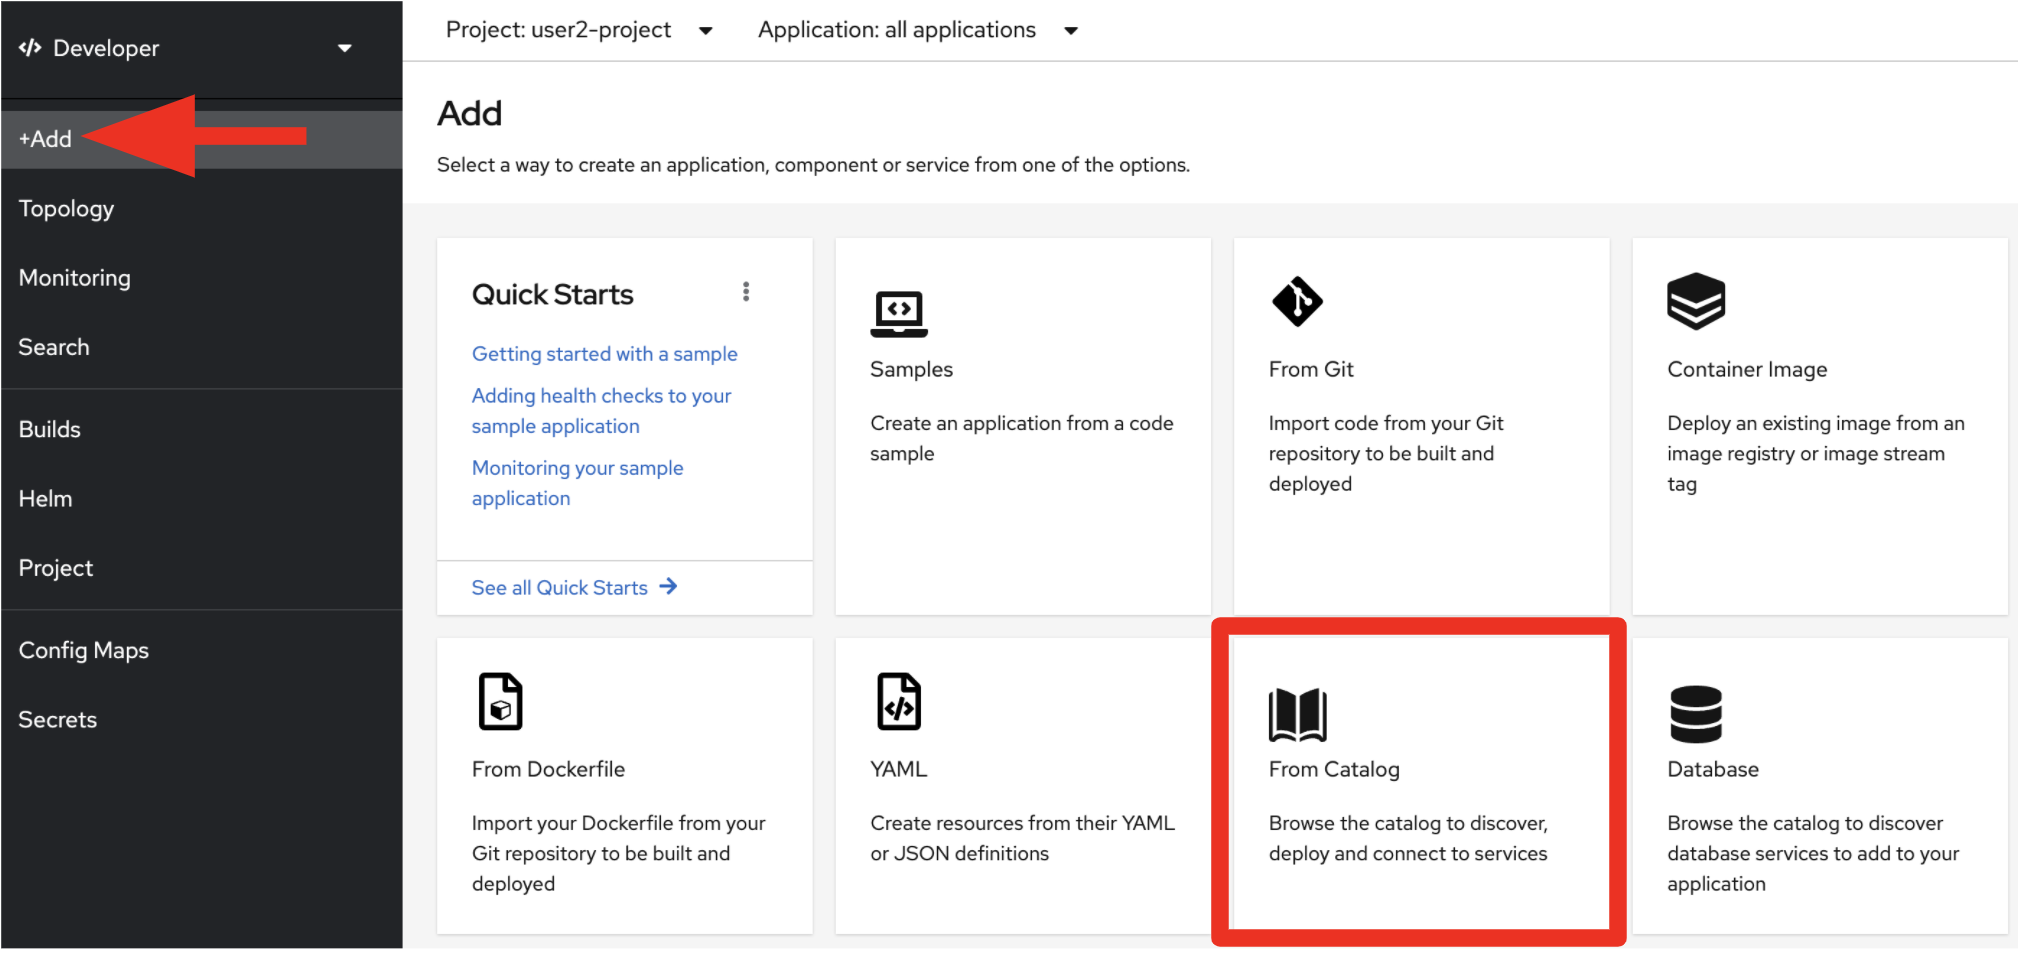 Developer
+Add
Topology
Monitoring
Search
Builds
Helm
Project
Config Maps
Secrets
Project: user2-project
Application: all applications
Add
Select a way to create an application, component or service from one of the options.
Quick Starts
Getting started with a sample
Adding health checks to your
sample application
Monitoring your sample
application
See all Quick Starts
Samples
Create an application from a code
sample
From Git
Import code from your Git
repository to be built and
deployed
Container Image
Deploy an existing image from an
image registry or image stream
tag
From Dockerfile
Import your Dockerfile from your
Git repository to be built and
deployed
YAML
Create resources from their YAML
or JSON definitions
From Catalog
Browse the catalog to discover,
deploy and connect to services
Database
Browse the catalog to discover
database services to add to your
application